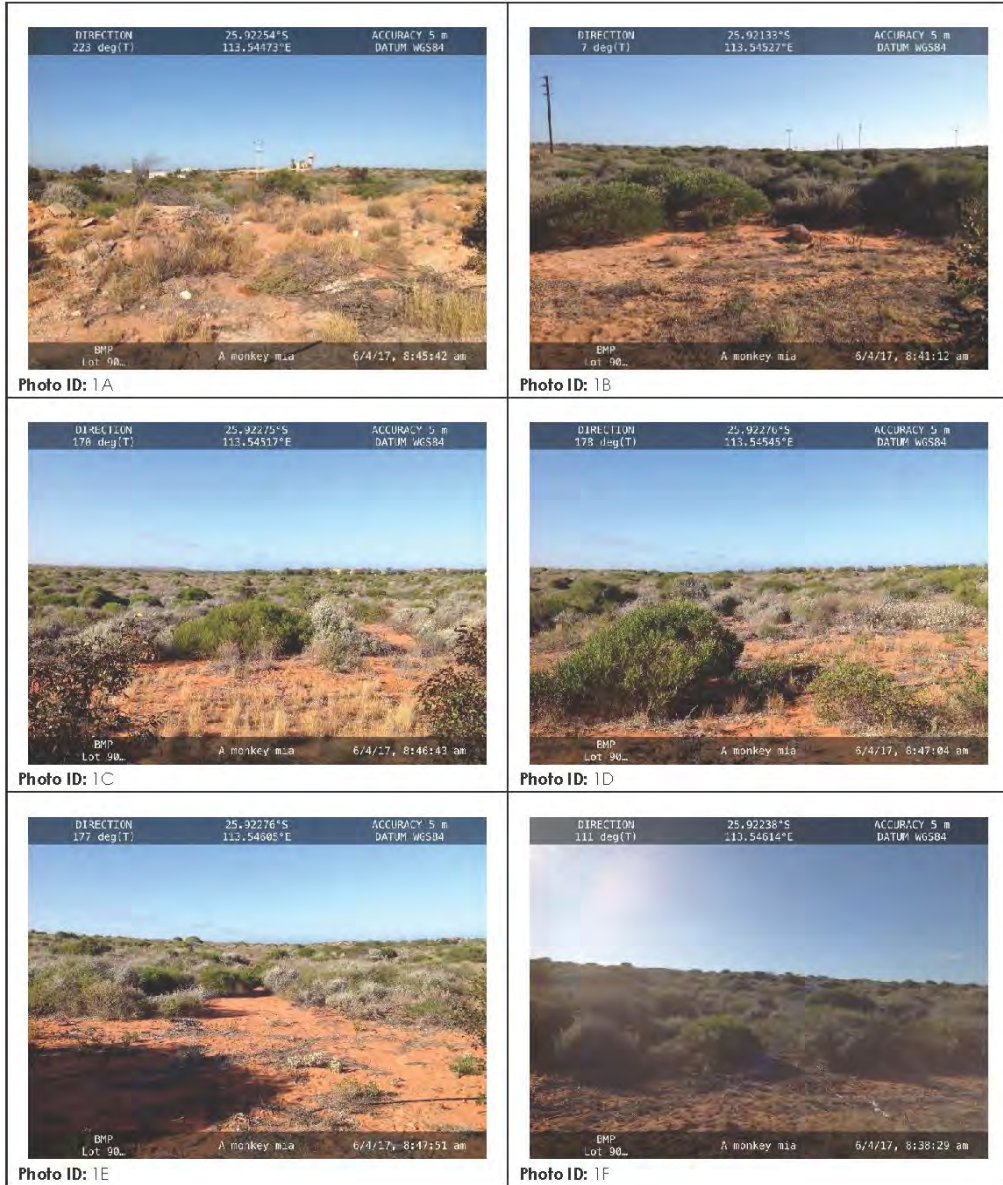 DIRECTION 25.92254°S ACCURACY 5 m
223 deg(T) 113.54473°E DATUM WGS84
BMP
Lot 90… A monkey mia 6/4/17, 8:45:42 am
Photo ID: 1A
DIRECTION 25.92133°S ACCURACY 5 m
7 deg(T) 113.54527°E DATUM WGS84
BMP
Lot 90… A monkey mia 6/4/17, 8:41:12 am
Photo ID: 1B
DIRECTION 25.92275°S ACCURACY 5 m
170 deg(T) 113.54517°E DATUM WGS84
BMP
Lot 90… A monkey mia 6/4/17, 8:46:43 am
Photo ID: 1C
DIRECTION 25.92276°S ACCURACY 5 m
178 deg(T) 113.54545°E DATUM WGS84
BMP
Lot 90… A monkey mia 6/4/17, 8:47:04 am
Photo ID: 1D
DIRECTION 25.92276°S ACCURACY 5 m
177 deg(T) 113.54605°E DATUM WGS84
BMP
Lot 90… A monkey mia 6/4/17, 8:47:51 am
Photo ID: 1E
DIRECTION 25.92238°S ACCURACY 5 m
111 deg(T) 113.54614°E DATUM WGS84
BMP
Lot 90… A monkey mia 6/4/17, 8:38:29 am
Photo ID: 1F